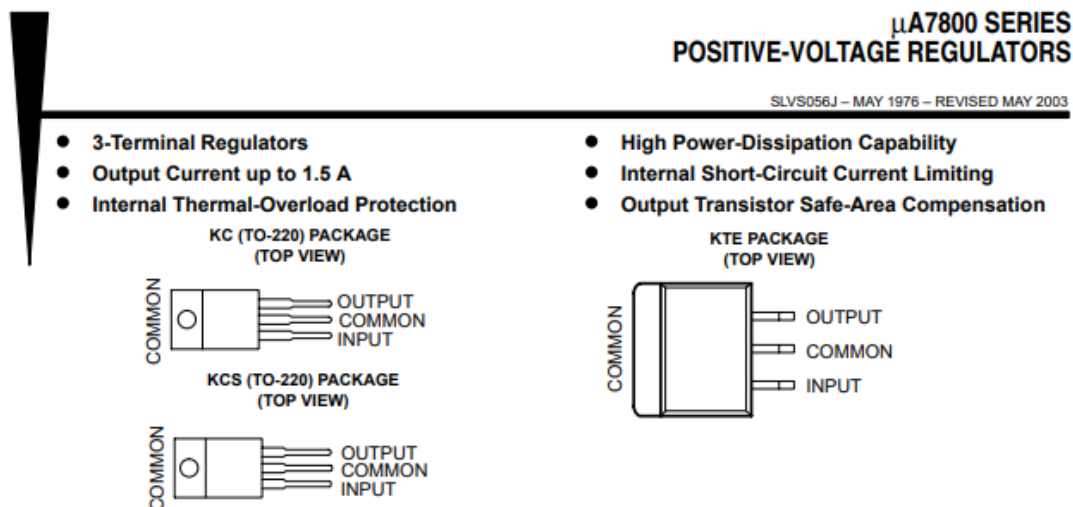 µA7800 SERIES
POSITIVE-VOLTAGE REGULATORS
SLVS056J – MAY 1976 – REVISED MAY 2003
● 3-Terminal Regulators
● Output Current up to 1.5 A
● Internal Thermal-Overload Protection
● High Power-Dissipation Capability
● Internal Short-Circuit Current Limiting
● Output Transistor Safe-Area Compensation
KC (TO-220) PACKAGE
(TOP VIEW)
COMMON
OUTPUT
COMMON
INPUT
KCS (TO-220) PACKAGE
(TOP VIEW)
COMMON
OUTPUT
COMMON
INPUT
KTE PACKAGE
(TOP VIEW)
COMMON
OUTPUT
COMMON
INPUT